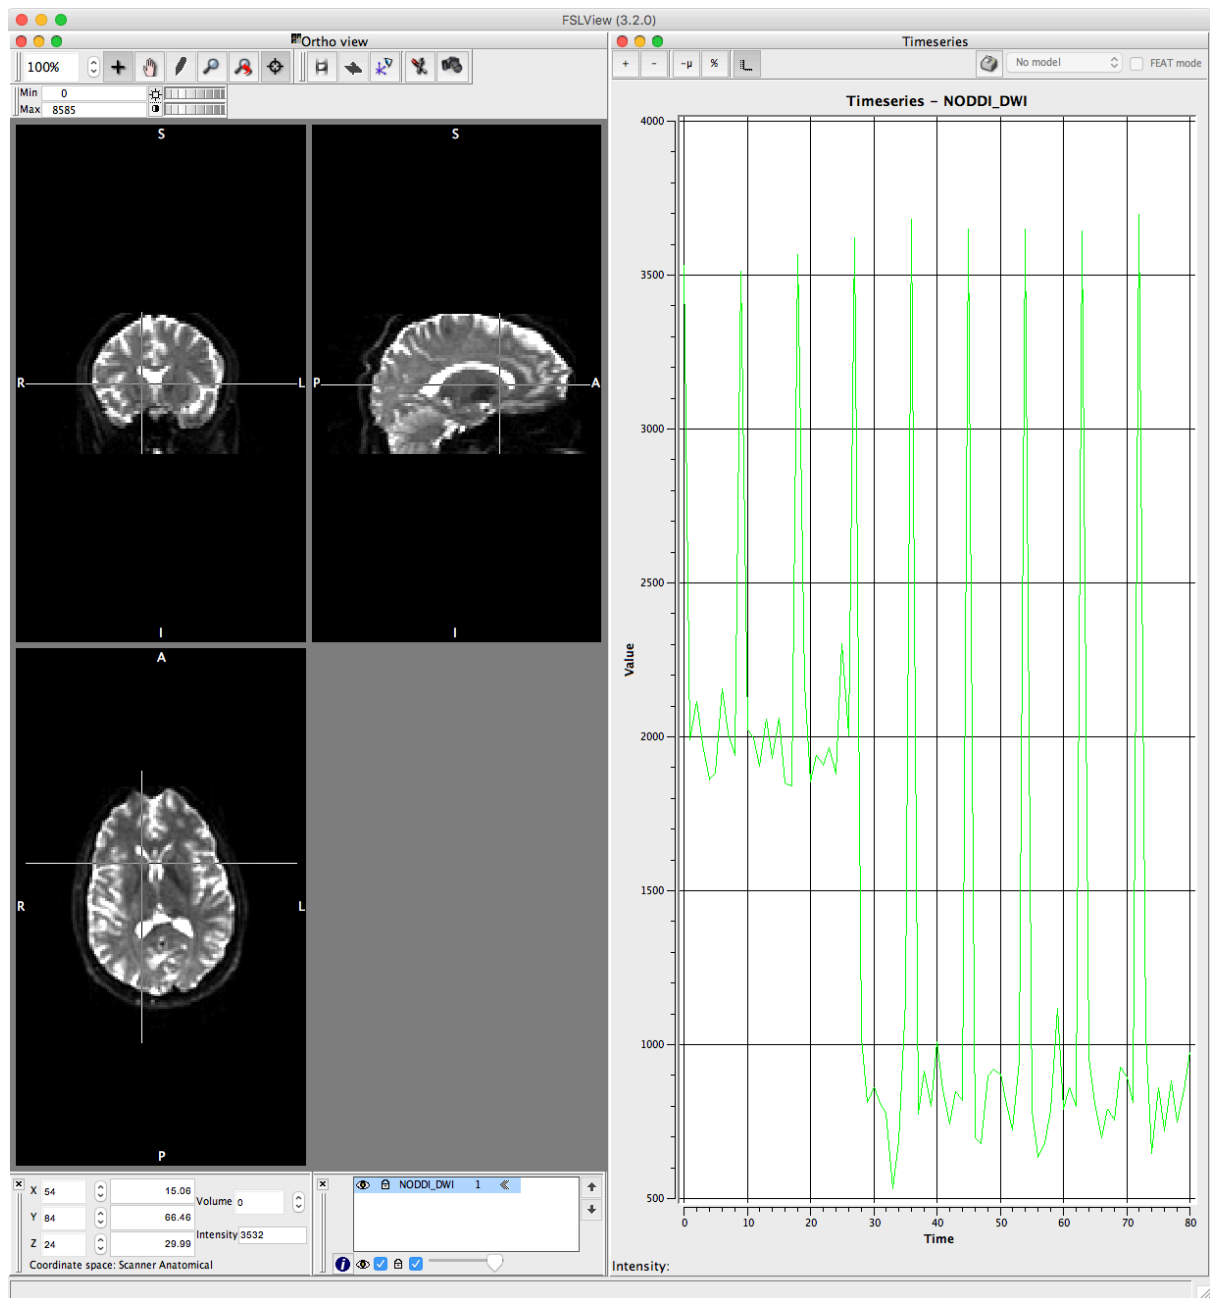 FSLView (3.2.0)
Ortho view
100%
Min 0
Max 8585
S
R
L
I
S
P
A
I
A
R
L
P
X 54 15.06
Y 84 66.46
Z 24 29.99
Volume 0
Intensity 3532
Coordinate space: Scanner Anatomical
NODDI_DWI 1
Timeseries
+ - -μ %
No model
FEAT mode
Timeseries – NODDI_DWI
4000
3500
3000
2500
2000
1500
1000
500
Value
0 10 20 30 40 50 60 70 80
Time
Intensity: